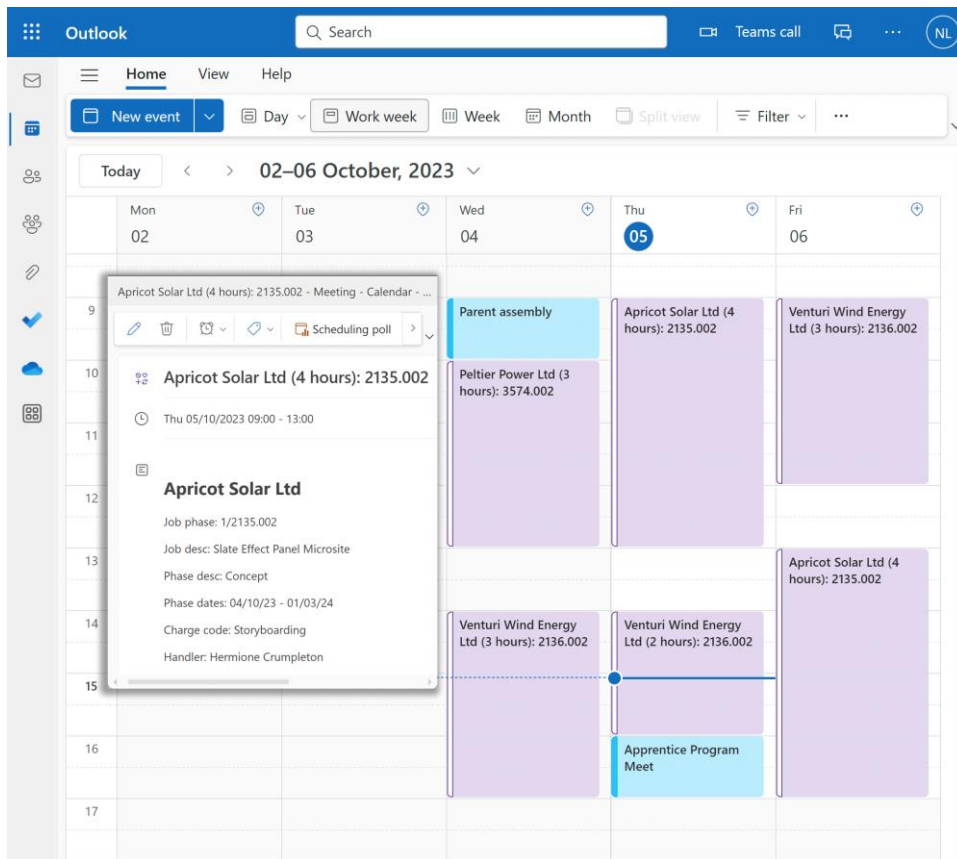 Outlook
Search
Teams call
NL
Home View Help
New event Day Work week Week Month Split view Filter
Today 02–06 October, 2023
Mon Tue Wed Thu Fri
02 03 04 05 06
Apricot Solar Ltd (4 hours): 2135.002 - Meeting - Calendar - ...
Scheduling poll
Apricot Solar Ltd (4 hours): 2135.002
Thu 05/10/2023 09:00 - 13:00
Apricot Solar Ltd
Job phase: 1/2135.002
Job desc: Slate Effect Panel Microsite
Phase desc: Concept
Phase dates: 04/10/23 - 01/03/24
Charge code: Storyboarding
Handler: Hermione Crumpleton
9
10
11
12
13
14
15
16
17
Parent assembly
Peltier Power Ltd (3
hours): 3574.002
Venturi Wind Energy
Ltd (3 hours): 2136.002
Apricot Solar Ltd (4
hours): 2135.002
Venturi Wind Energy
Ltd (2 hours): 2136.002
Apprentice Program
Meet
Venturi Wind Energy
Ltd (3 hours): 2136.002
Apricot Solar Ltd (4
hours): 2135.002